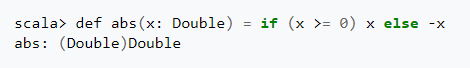 scala> def abs(x: Double) = if (x >= 0) x else -x
abs: (Double)Double